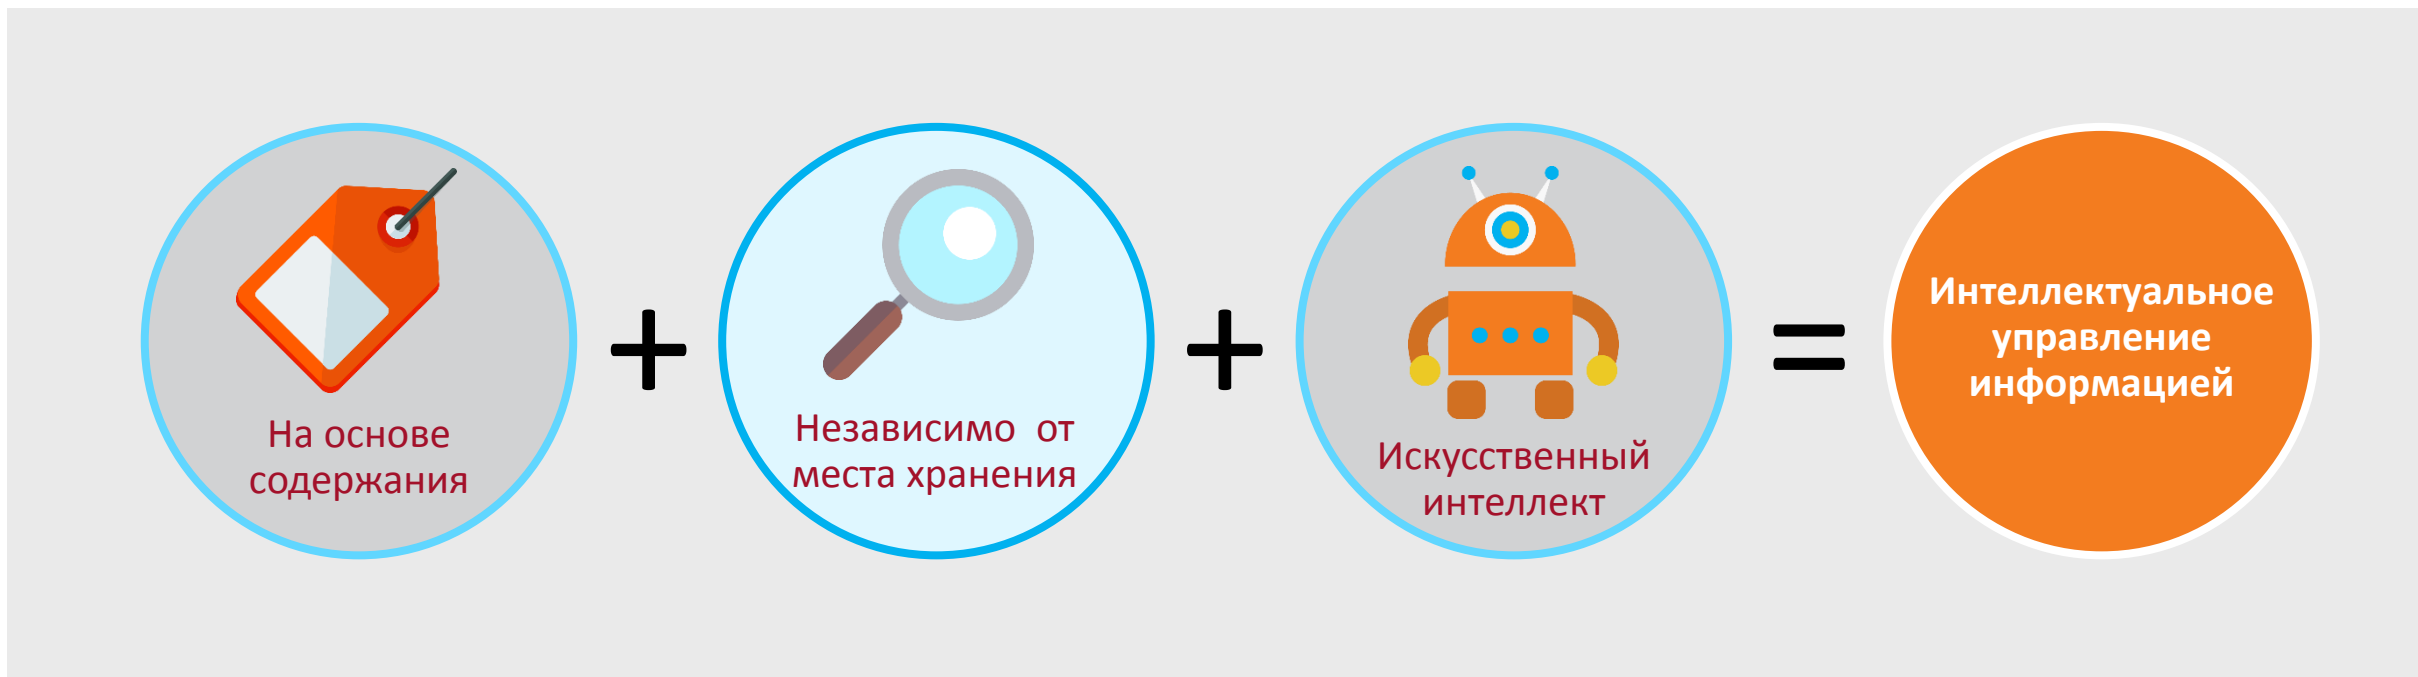 На основе
содержания
+
Независимо от
места хранения
+
Искусственный
интеллект
=
Интеллектуальное
управление
информацией